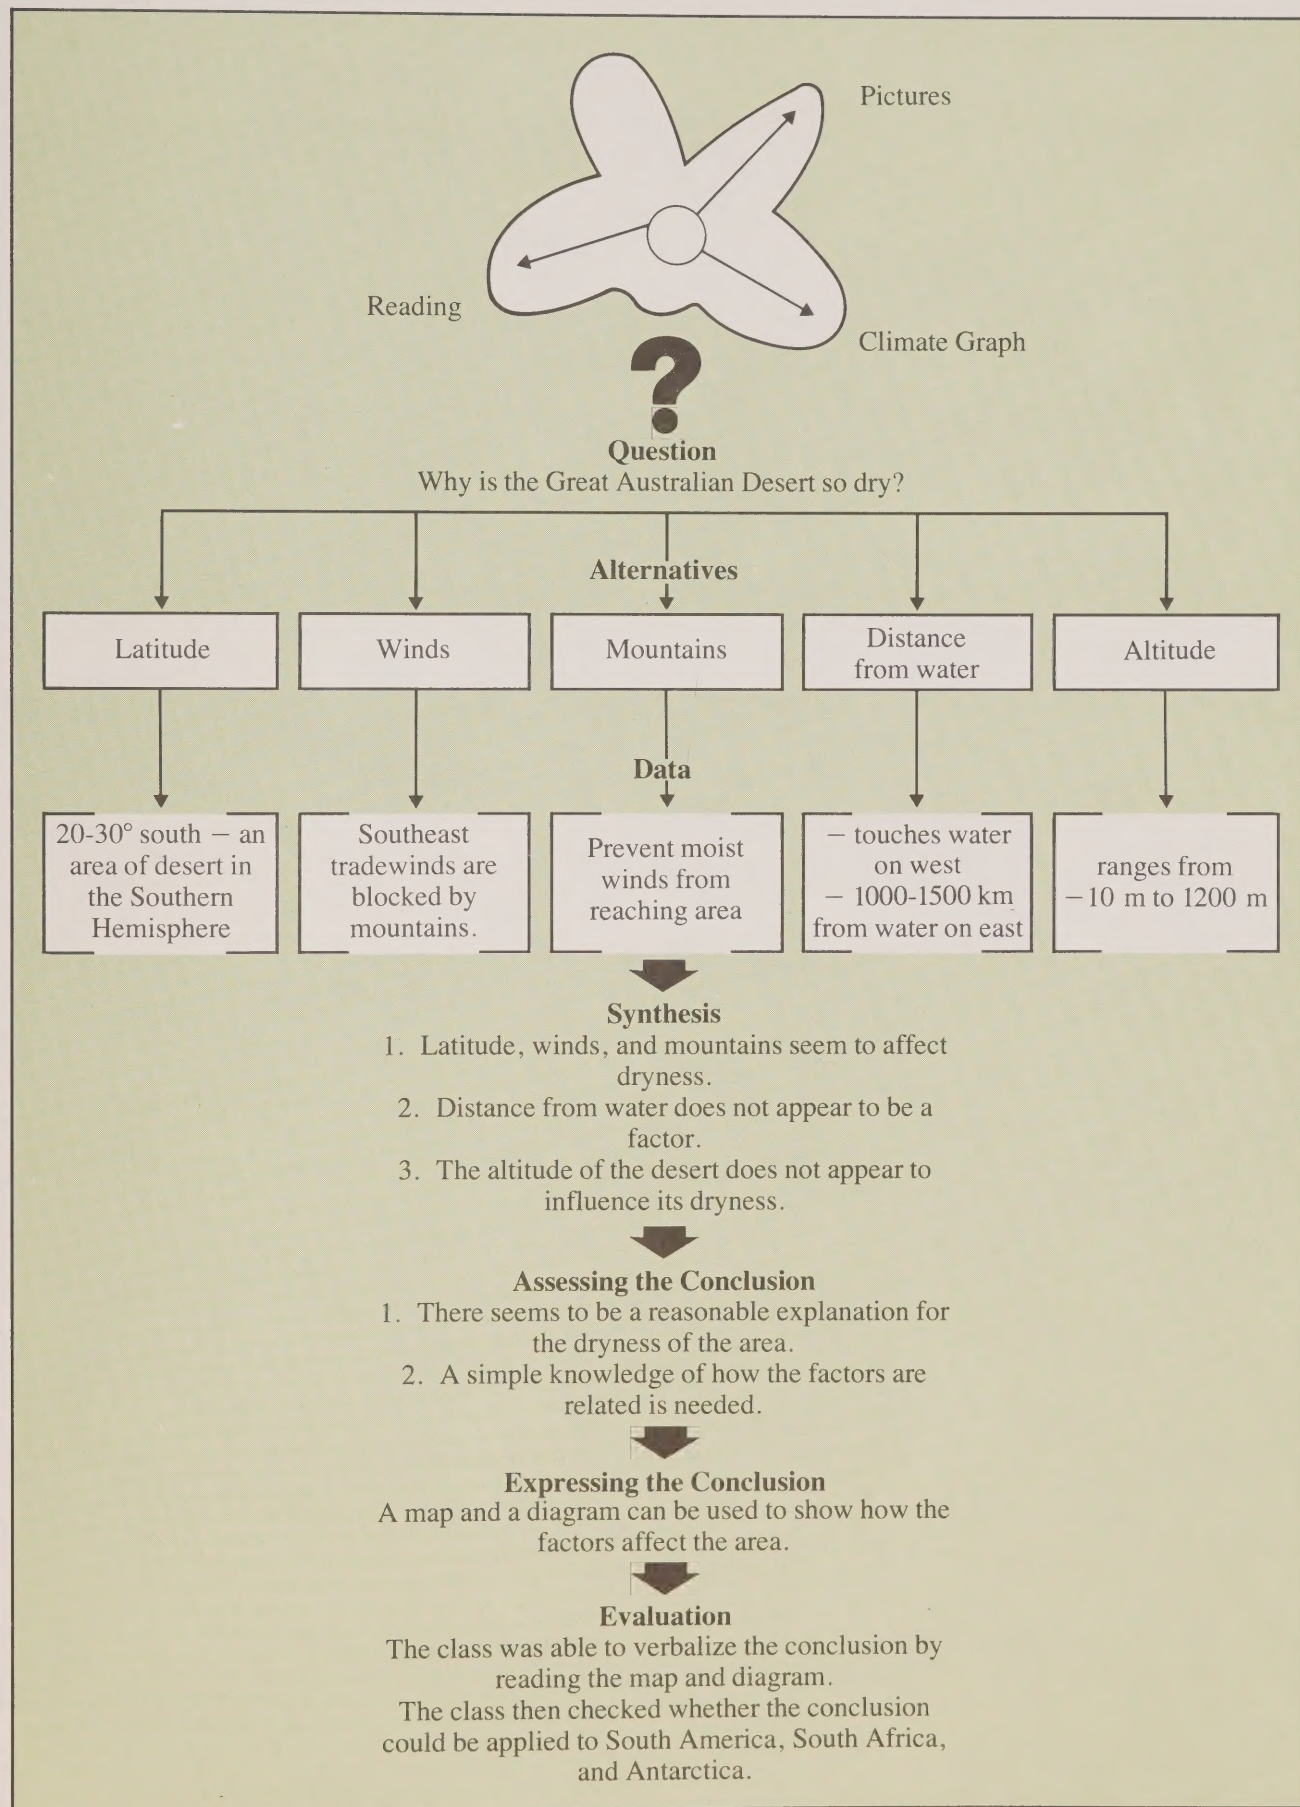 Pictures
Reading
Climate Graph
?
Question
Why is the Great Australian Desert so dry?
Alternatives
Latitude
Winds
Mountains
Distance
from water
Altitude
Data
20-30° south — an
area of desert in
the Southern
Hemisphere
Southeast
tradewinds are
blocked by
mountains.
Prevent moist
winds from
reaching area
— touches water
on west
— 1000-1500 km
from water on east
ranges from
—10 m to 1200 m
Synthesis
1. Latitude, winds, and mountains seem to affect
dryness.
2. Distance from water does not appear to be a
factor.
3. The altitude of the desert does not appear to
influence its dryness.
Assessing the Conclusion
1. There seems to be a reasonable explanation for
the dryness of the area.
2. A simple knowledge of how the factors are
related is needed.
Expressing the Conclusion
A map and a diagram can be used to show how the
factors affect the area.
Evaluation
The class was able to verbalize the conclusion by
reading the map and diagram.
The class then checked whether the conclusion
could be applied to South America, South Africa,
and Antarctica.